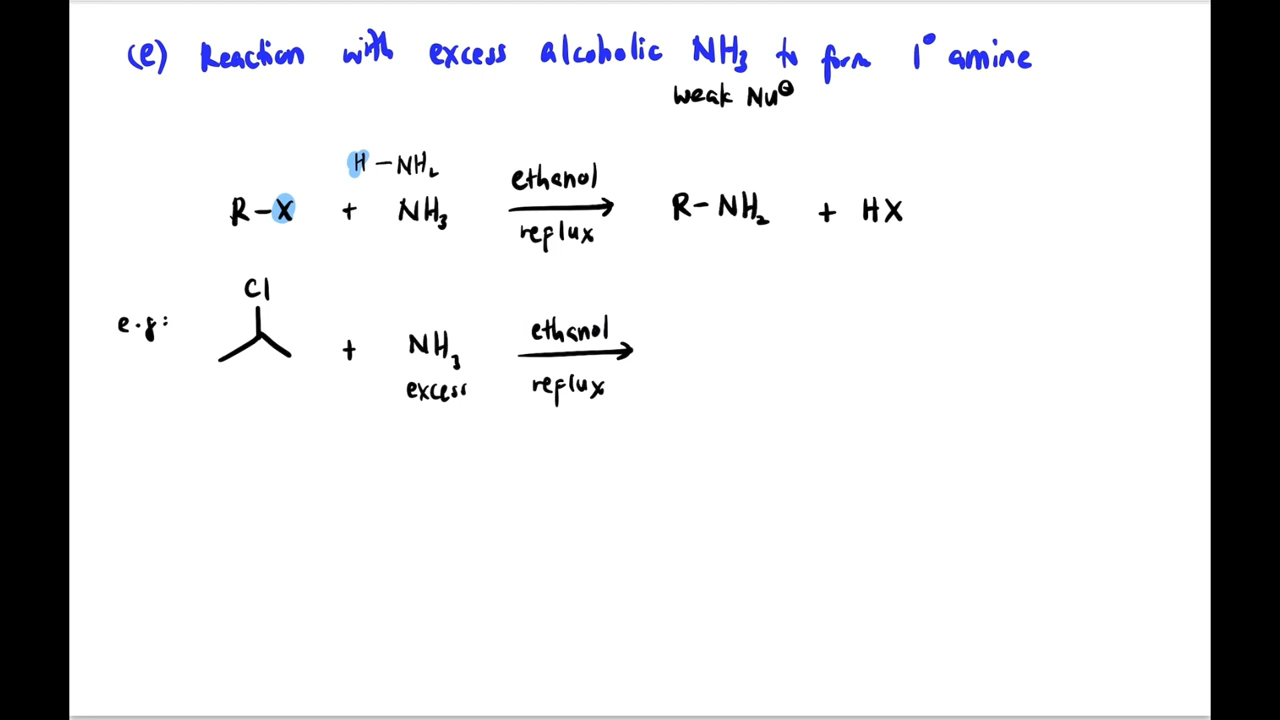 (e) Reaction with excess alcoholic NH₃ to form 1° amine
weak Nu⊖
H-NH₂
R-X + NH₃ ethanol reflux R-NH₂ + HX
Cl
e.g: + NH₃ ethanol reflux
excess